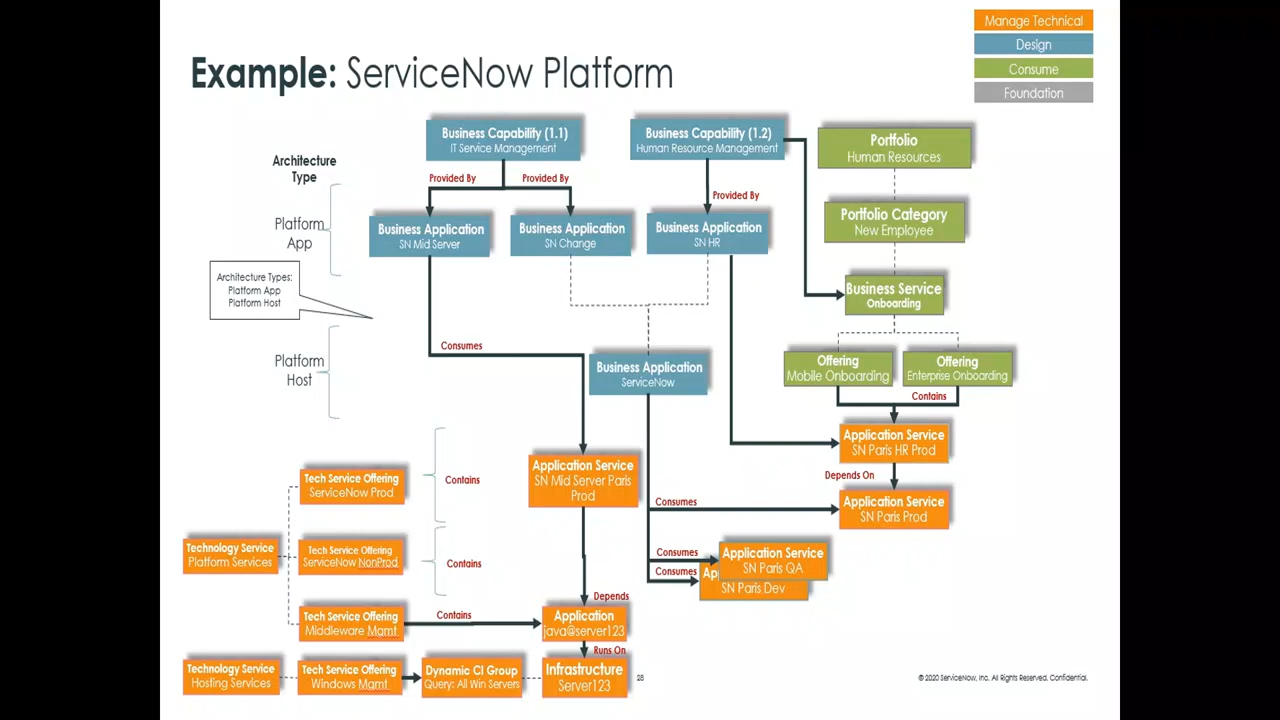 Manage Technical
Design
Consume
Foundation
Example: ServiceNow Platform
Business Capability (1.1)
IT Service Management
Business Capability (1.2)
Human Resource Management
Portfolio
Human Resources
Architecture
Type
Provided By
Provided By
Provided By
Platform
App
Business Application
SN Mid Server
Business Application
SN Change
Business Application
SN HR
Portfolio Category
New Employee
Architecture Types:
Platform App
Platform Host
Business Service
Onboarding
Consumes
Platform
Host
Business Application
ServiceNow
Offering
Mobile Onboarding
Offering
Enterprise Onboarding
Contains
Application Service
SN Paris HR Prod
Depends On
Application Service
SN Mid Server Paris
Prod
Tech Service Offering
ServiceNow Prod
Contains
Consumes
Application Service
SN Paris Prod
Technology Service
Platform Services
Tech Service Offering
ServiceNow NonProd
Contains
Consumes
Consumes
Application Service
SN Paris QA
Ap
SN Paris Dev
Depends
Tech Service Offering
Middleware Mgmt
Contains
Application
java@server123
Runs On
Technology Service
Hosting Services
Tech Service Offering
Windows Mgmt
Dynamic CI Group
Query: All Win Servers
Infrastructure
Server123
28
© 2020 ServiceNow, Inc. All Rights Reserved. Confidential.